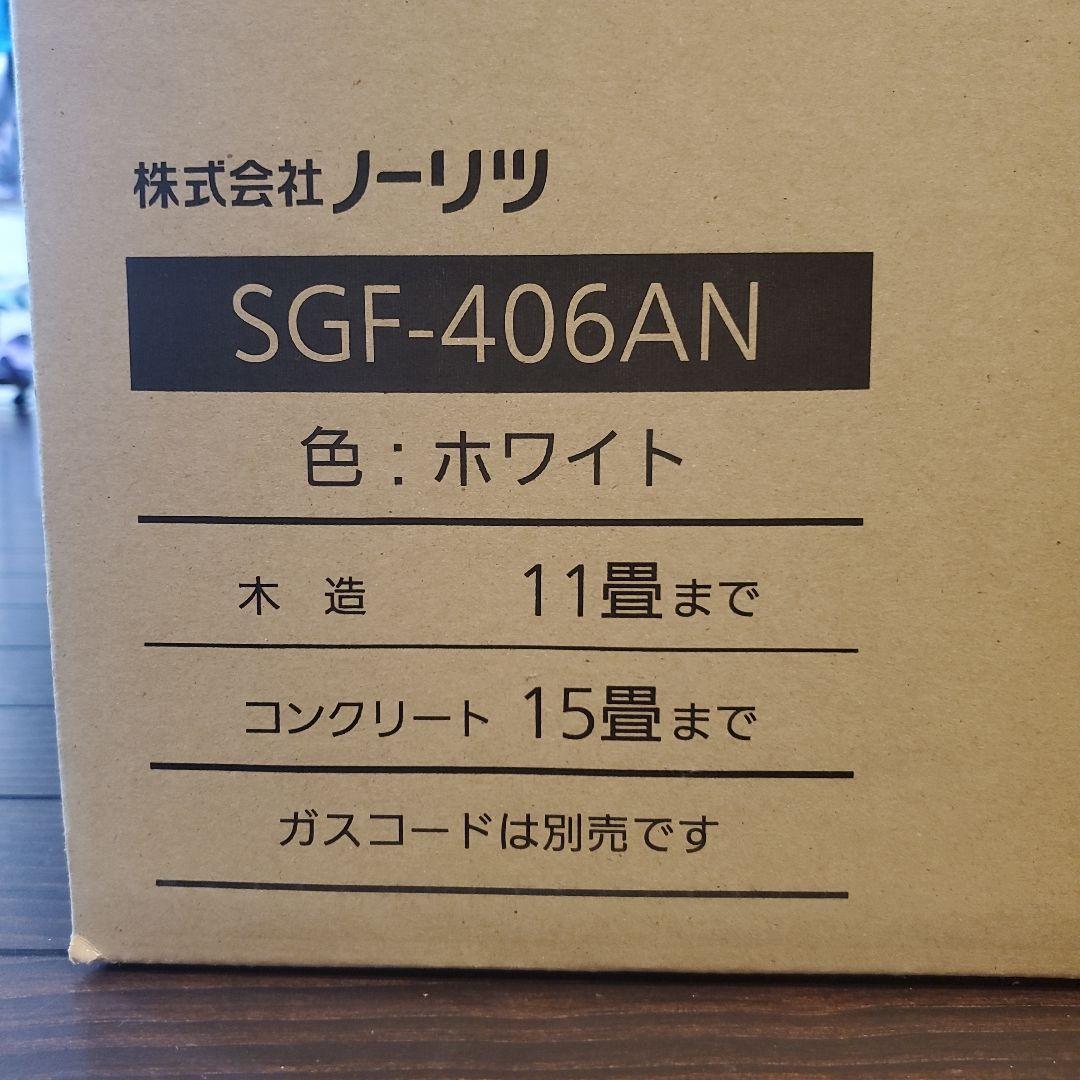 株式会社ノーリツ
SGF-406AN
色:ホワイト
木 造 11畳まで
コンクリート 15畳まで
ガスコードは別売です